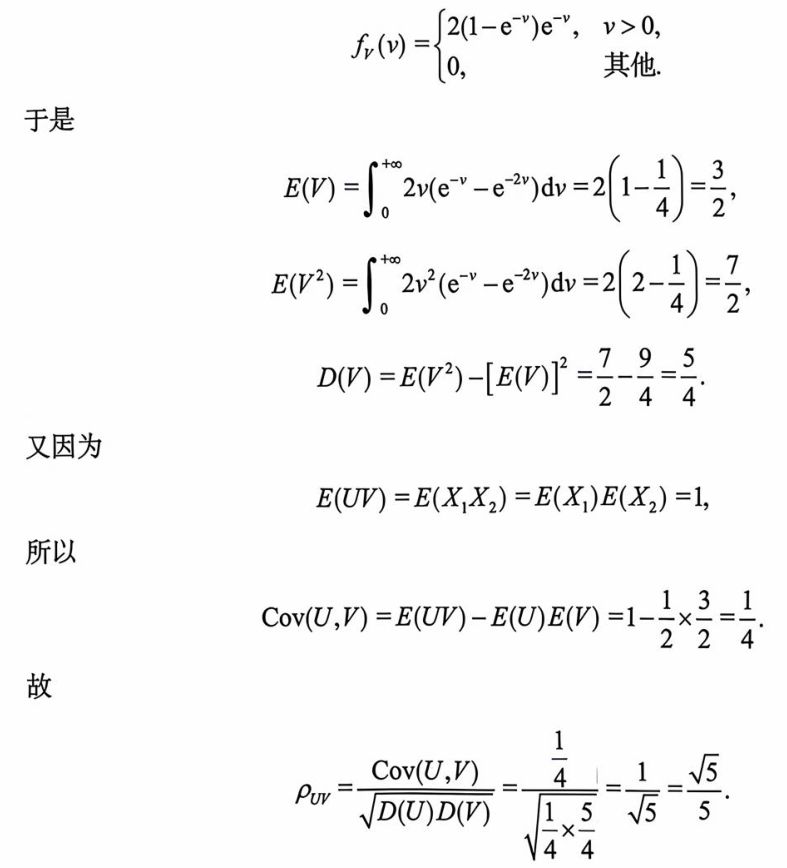 f_V(v) = { 2(1−e^{−v})e^{−v}, v>0,
0, 其他.
于是
E(V) = ∫_0^{+∞} 2v(e^{−v} − e^{−2v})dv = 2(1 − 1/4) = 3/2,
E(V²) = ∫_0^{+∞} 2v²(e^{−v} − e^{−2v})dv = 2(2 − 1/4) = 7/2,
D(V) = E(V²) − [E(V)]² = 7/2 − 9/4 = 5/4.
又因为
E(UV) = E(X₁X₂) = E(X₁)E(X₂) = 1,
所以
Cov(U,V) = E(UV) − E(U)E(V) = 1 − 1/2 × 3/2 = 1/4.
故
ρ_{UV} = Cov(U,V)/√(D(U)D(V)) = (1/4)/√(1/4 × 5/4) = 1/√5 = √5/5.